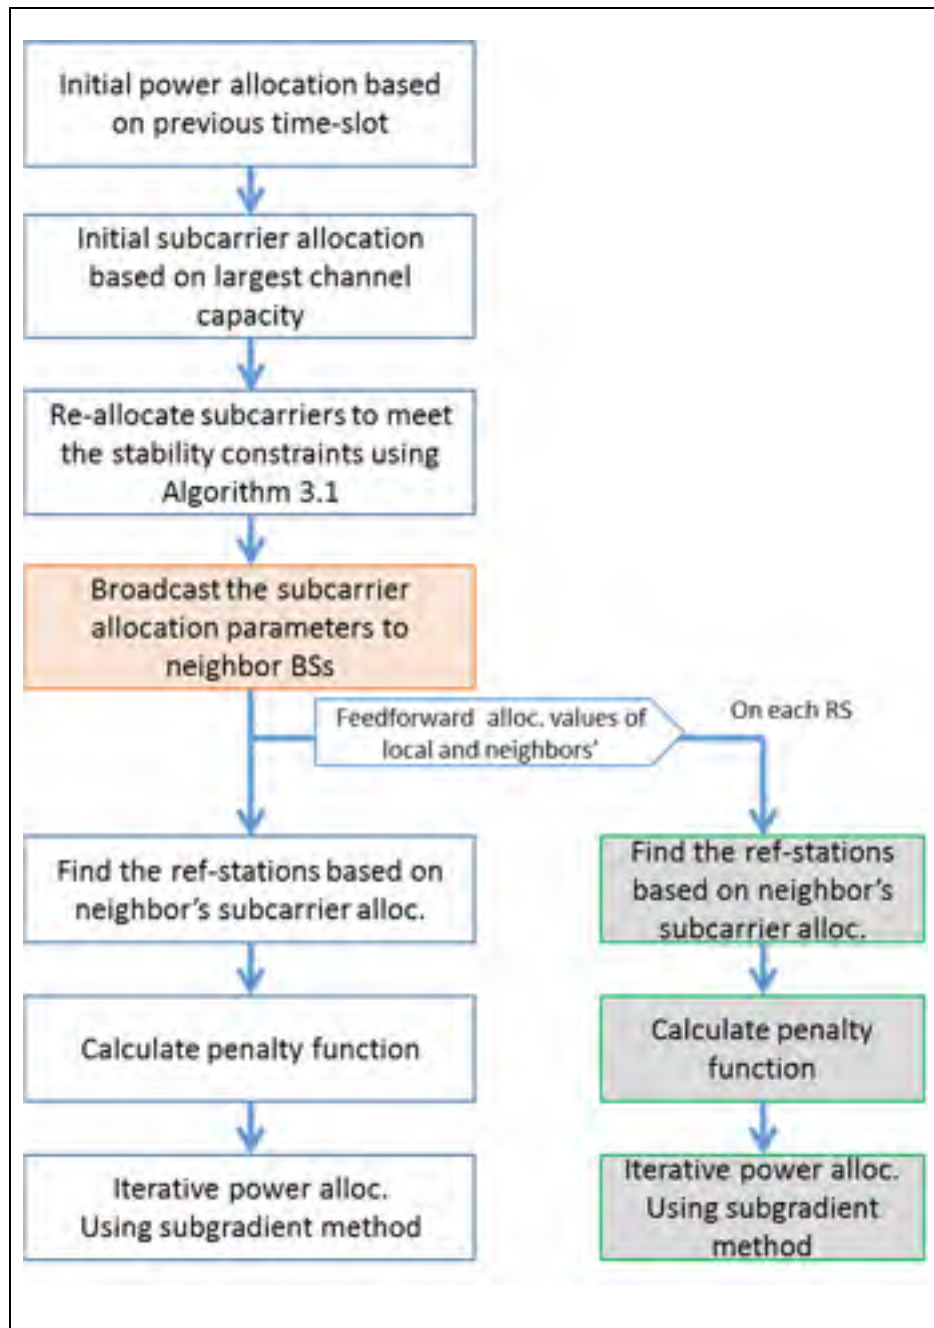 Initial power allocation based
on previous time-slot
Initial subcarrier allocation
based on largest channel
capacity
Re-allocate subcarriers to meet
the stability constraints using
Algorithm 3.1
Broadcast the subcarrier
allocation parameters to
neighbor BSs
Feedforward alloc. values of
local and neighbors'
On each RS
Find the ref-stations based on
neighbor's subcarrier alloc.
Find the ref-stations
based on neighbor's
subcarrier alloc.
Calculate penalty function
Calculate penalty
function
Iterative power alloc.
Using subgradient method
Iterative power alloc.
Using subgradient
method